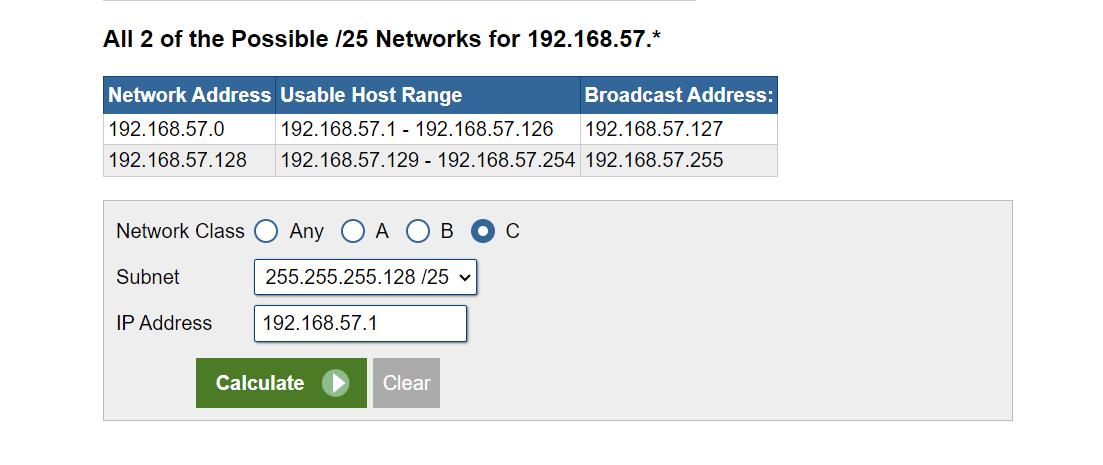 All 2 of the Possible /25 Networks for 192.168.57.*
Network Address Usable Host Range Broadcast Address:
192.168.57.0 192.168.57.1 - 192.168.57.126 192.168.57.127
192.168.57.128 192.168.57.129 - 192.168.57.254 192.168.57.255
Network Class Any A B C
Subnet 255.255.255.128 /25
IP Address 192.168.57.1
Calculate Clear